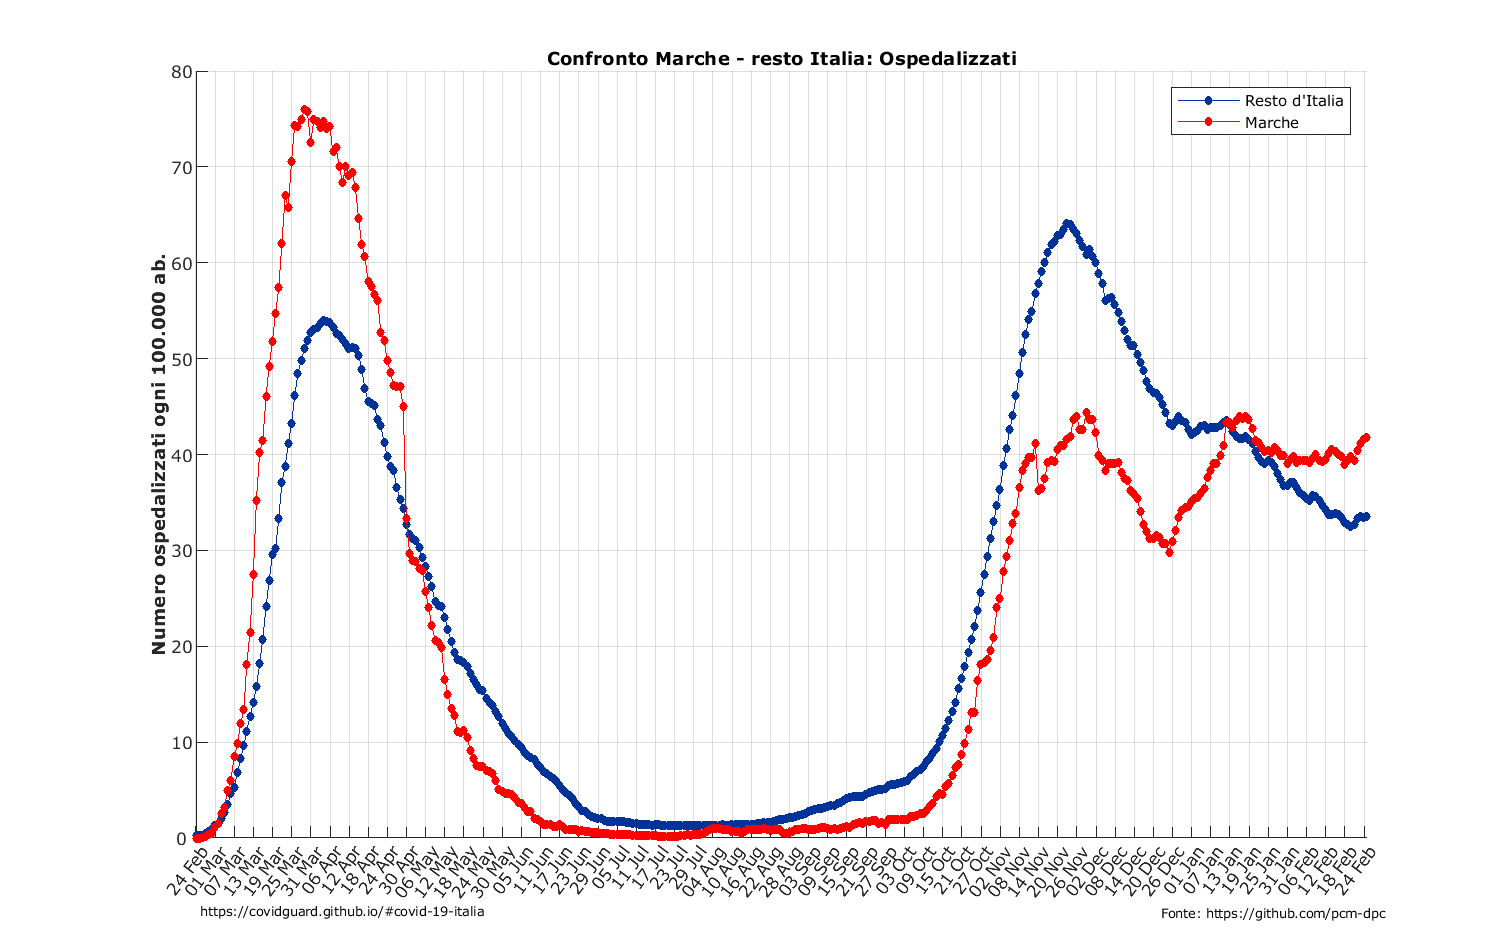 Confronto Marche - resto Italia: Ospedalizzati
80
70
60
50
40
30
20
10
0
Numero ospedalizzati ogni 100.000 ab.
Resto d'Italia
Marche
24 Feb
01 Mar
07 Mar
13 Mar
19 Mar
25 Mar
31 Mar
06 Apr
12 Apr
18 Apr
24 Apr
30 Apr
06 May
12 May
18 May
24 May
30 May
05 Jun
11 Jun
17 Jun
23 Jun
29 Jun
05 Jul
11 Jul
17 Jul
23 Jul
29 Jul
04 Aug
10 Aug
16 Aug
22 Aug
28 Aug
03 Sep
09 Sep
15 Sep
21 Sep
27 Sep
03 Oct
09 Oct
15 Oct
21 Oct
27 Oct
02 Nov
08 Nov
14 Nov
20 Nov
26 Nov
02 Dec
08 Dec
14 Dec
20 Dec
26 Dec
01 Jan
07 Jan
13 Jan
19 Jan
25 Jan
31 Jan
06 Feb
12 Feb
18 Feb
24 Feb
https://covidguard.github.io/#covid-19-italia
Fonte: https://github.com/pcm-dpc